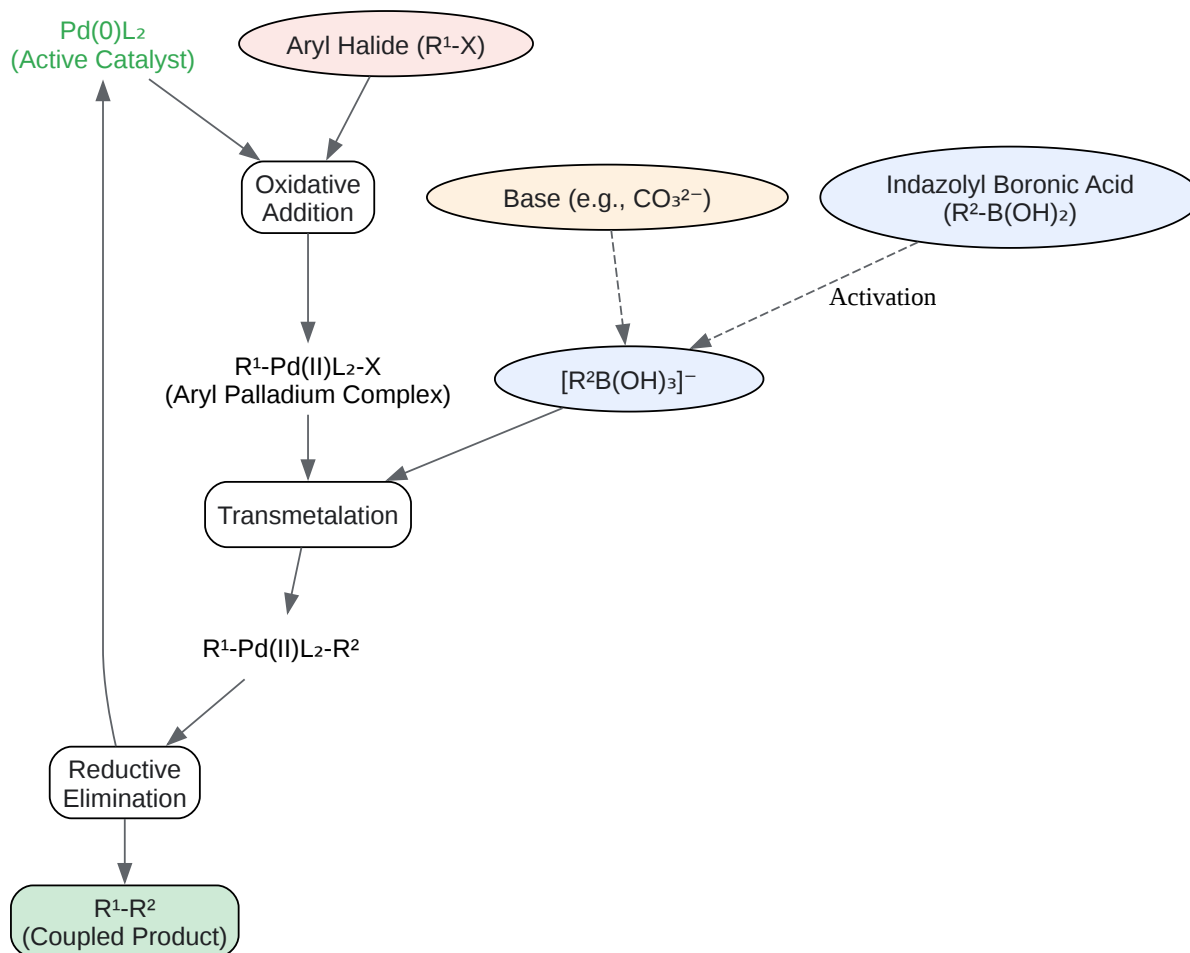 Pd(0)L₂
(Active Catalyst)
Aryl Halide (R¹-X)
Oxidative
Addition
Base (e.g., CO₃²⁻)
Indazolyl Boronic Acid
(R²-B(OH)₂)
Activation
R¹-Pd(II)L₂-X
(Aryl Palladium Complex)
[R²B(OH)₃]⁻
Transmetalation
R¹-Pd(II)L₂-R²
Reductive
Elimination
R¹-R²
(Coupled Product)